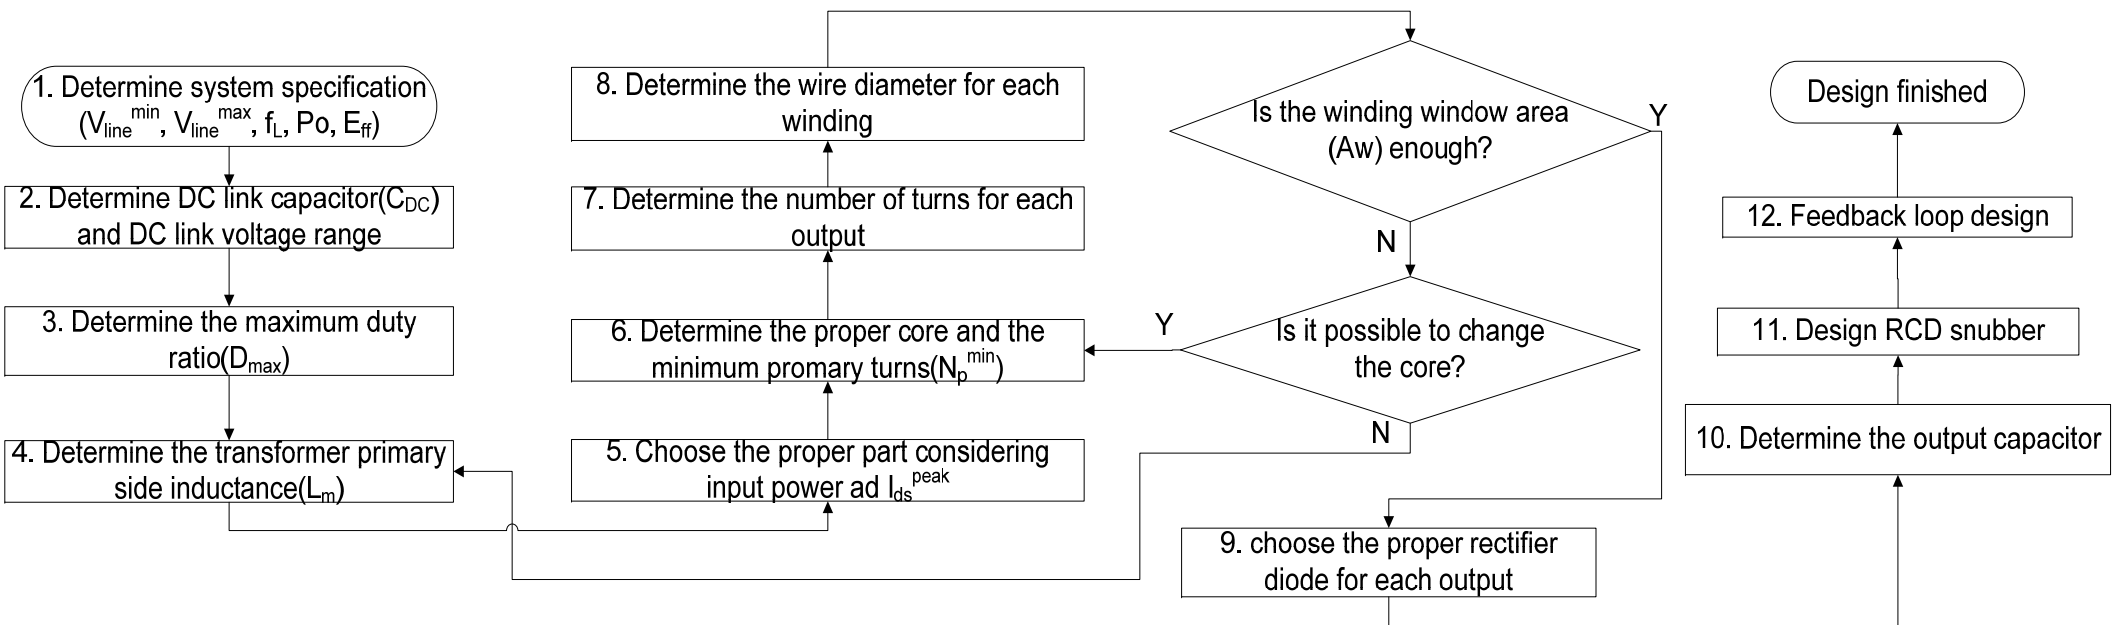 1. Determine system specification
(Vlineᵐⁱⁿ, Vlineᵐᵃˣ, fL, Po, Eff)
2. Determine DC link capacitor(CDC)
and DC link voltage range
3. Determine the maximum duty
ratio(Dmax)
4. Determine the transformer primary
side inductance(Lm)
8. Determine the wire diameter for each
winding
7. Determine the number of turns for each
output
6. Determine the proper core and the
minimum promary turns(Npᵐⁱⁿ)
5. Choose the proper part considering
input power ad Idsᵖᵉᵃᵏ
Is the winding window area
(Aw) enough?
Y
N
Is it possible to change
the core?
Y
N
9. choose the proper rectifier
diode for each output
Design finished
12. Feedback loop design
11. Design RCD snubber
10. Determine the output capacitor